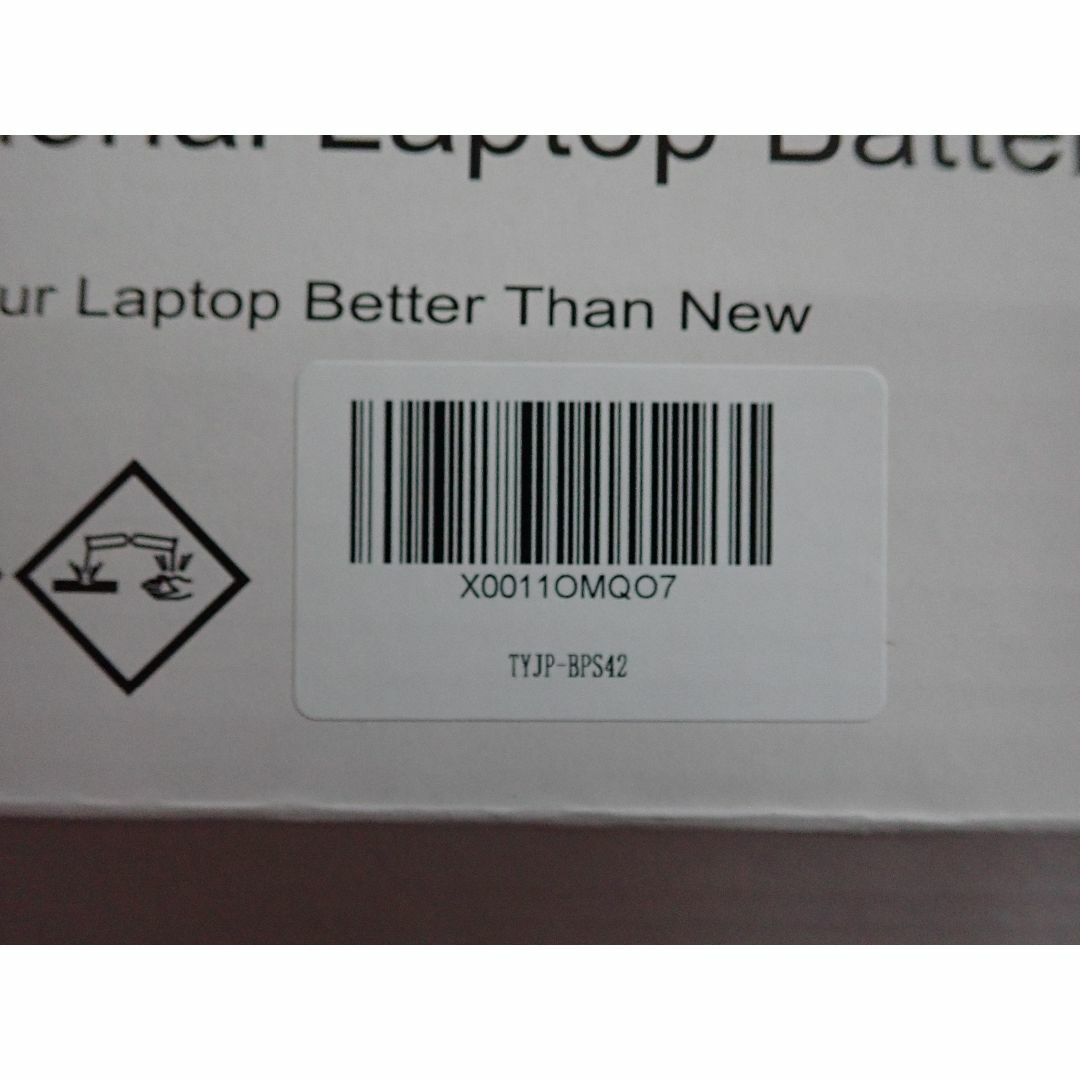 Laptop
ur Laptop Better Than New
X0011OMQO7
TYJP-BPS42